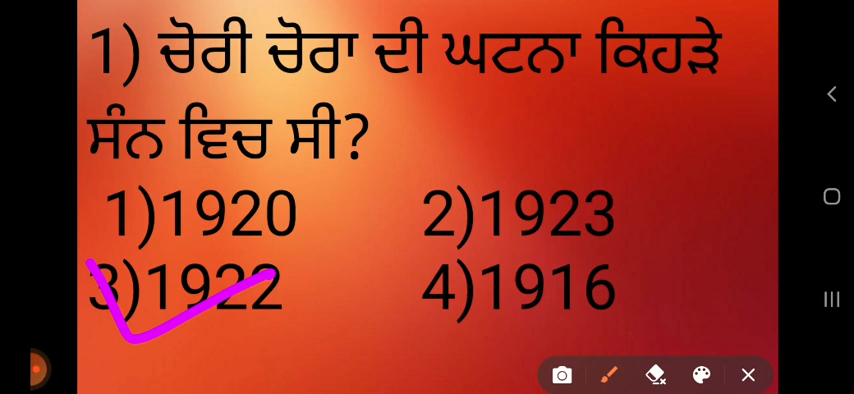 1) ਚੋਰੀ ਚੋਰਾ ਦੀ ਘਟਨਾ ਕਿਹੜੇ
ਸੰਨ ਵਿਚ ਸੀ?
1)1920 2)1923
3)1922 4)1916